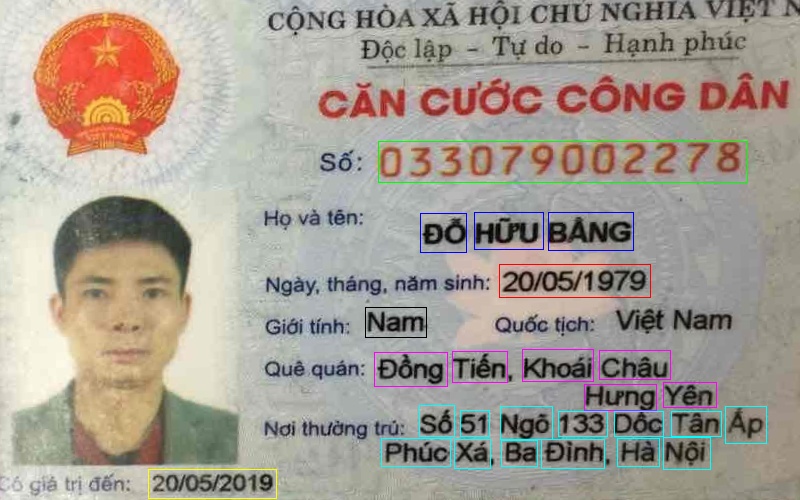 CỘNG HÒA XÃ HỘI CHỦ NGHĨA VIỆT N
Độc lập - Tự do - Hạnh phúc
CĂN CƯỚC CÔNG DÂN
Số: 033079002278
Họ và tên: ĐỖ HỮU BẰNG
Ngày, tháng, năm sinh: 20/05/1979
Giới tính: Nam Quốc tịch: Việt Nam
Quê quán: Đồng Tiến, Khoái Châu
Hưng Yên
Nơi thường trú: Số 51 Ngõ 133 Dốc Tân Ấp
Phúc Xá, Ba Đình, Hà Nội
Có giá trị đến: 20/05/2019